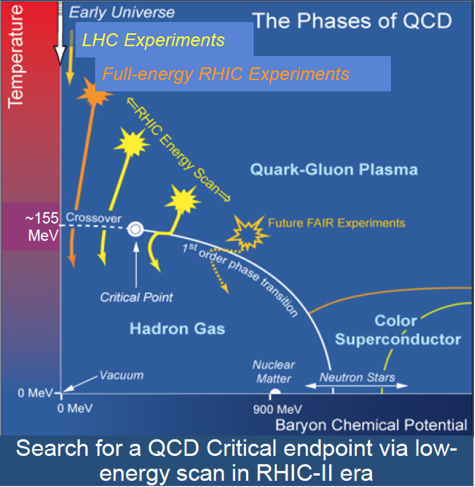 Early Universe
The Phases of QCD
LHC Experiments
Full-energy RHIC Experiments
Temperature
RHIC Energy Scan
Quark-Gluon Plasma
~155
MeV
Crossover
Future FAIR Experiments
1st order phase transition
Critical Point
Hadron Gas
Color
Superconductor
Vacuum
Nuclear
Matter
Neutron Stars
0 MeV
0 MeV
900 MeV
Baryon Chemical Potential
Search for a QCD Critical endpoint via low-
energy scan in RHIC-II era